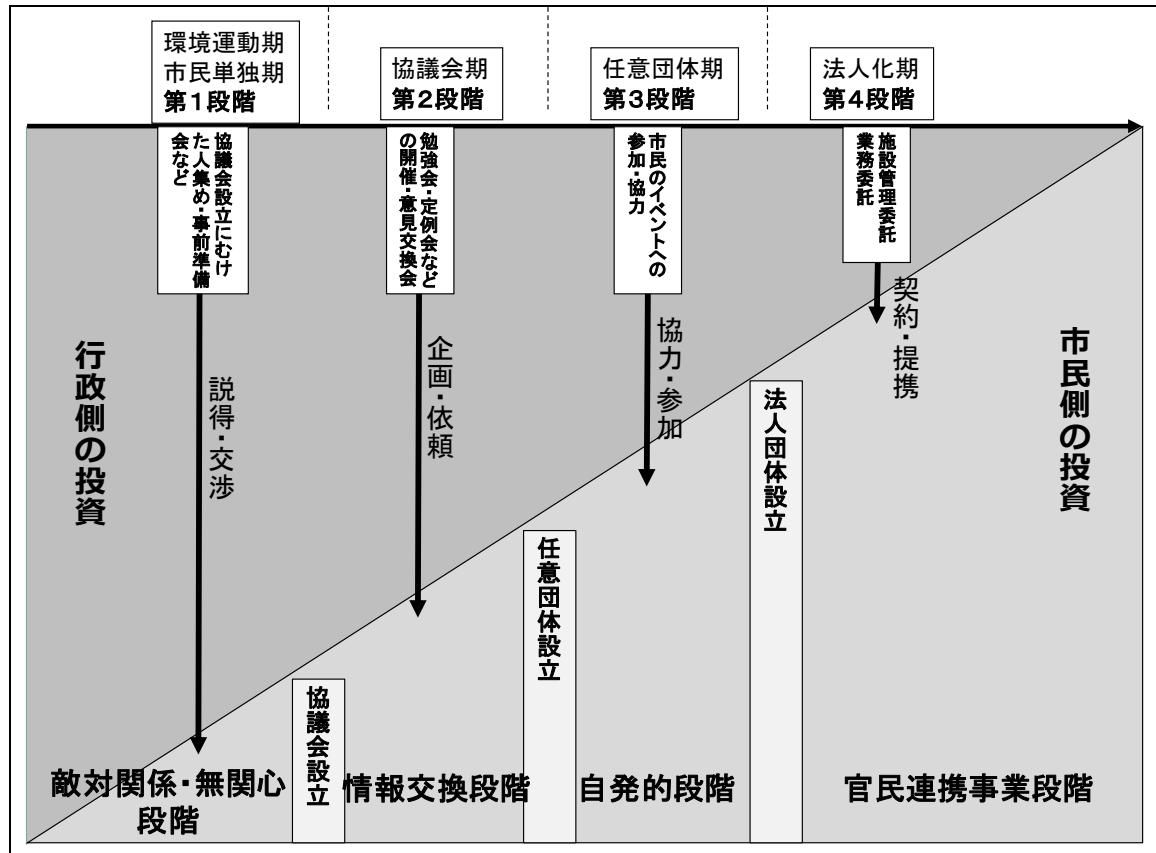 環境運動期
市民単独期
第1段階
協議会期
第2段階
任意団体期
第3段階
法人化期
第4段階
協議会設立にむけ
た人集め・事前準備
会など
勉強会・定例会など
の開催・意見交換会
市民のイベントへの
参加・協力
施設管理委託
業務委託
行政側の投資
説得・交渉
企画・依頼
協力・参加
契約・提携
市民側の投資
協議会設立
任意団体設立
法人団体設立
敵対関係・無関心
段階
情報交換段階
自発的段階
官民連携事業段階